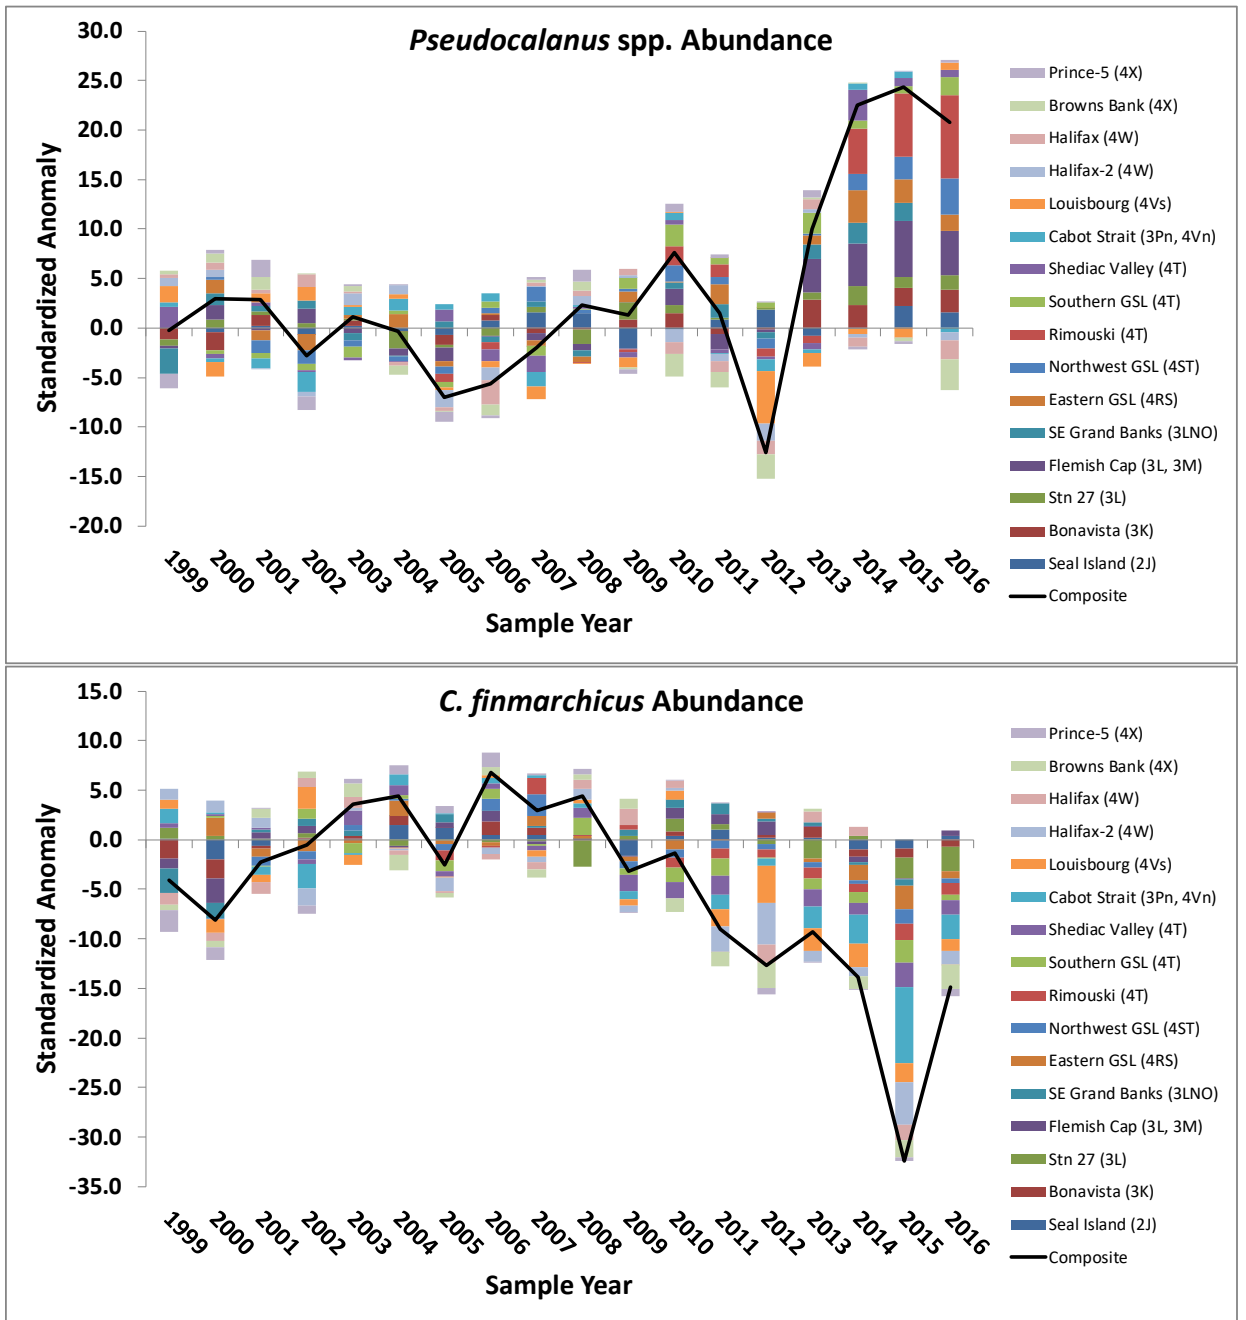 Pseudocalanus spp. Abundance
Standardized Anomaly
30.0
25.0
20.0
15.0
10.0
5.0
0.0
-5.0
-10.0
-15.0
-20.0
1999
2000
2001
2002
2003
2004
2005
2006
2007
2008
2009
2010
2011
2012
2013
2014
2015
2016
Sample Year
Prince-5 (4X)
Browns Bank (4X)
Halifax (4W)
Halifax-2 (4W)
Louisbourg (4Vs)
Cabot Strait (3Pn, 4Vn)
Shediac Valley (4T)
Southern GSL (4T)
Rimouski (4T)
Northwest GSL (4ST)
Eastern GSL (4RS)
SE Grand Banks (3LNO)
Flemish Cap (3L, 3M)
Stn 27 (3L)
Bonavista (3K)
Seal Island (2J)
Composite
C. finmarchicus Abundance
Standardized Anomaly
15.0
10.0
5.0
0.0
-5.0
-10.0
-15.0
-20.0
-25.0
-30.0
-35.0
1999
2000
2001
2002
2003
2004
2005
2006
2007
2008
2009
2010
2011
2012
2013
2014
2015
2016
Sample Year
Prince-5 (4X)
Browns Bank (4X)
Halifax (4W)
Halifax-2 (4W)
Louisbourg (4Vs)
Cabot Strait (3Pn, 4Vn)
Shediac Valley (4T)
Southern GSL (4T)
Rimouski (4T)
Northwest GSL (4ST)
Eastern GSL (4RS)
SE Grand Banks (3LNO)
Flemish Cap (3L, 3M)
Stn 27 (3L)
Bonavista (3K)
Seal Island (2J)
Composite